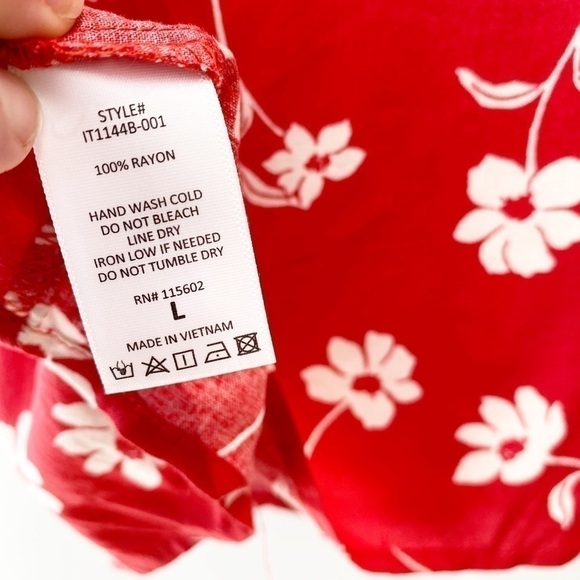 STYLE#
IT1144B-001
100% RAYON
HAND WASH COLD
DO NOT BLEACH
LINE DRY
IRON LOW IF NEEDED
DO NOT TUMBLE DRY
RN# 115602
L
MADE IN VIETNAM